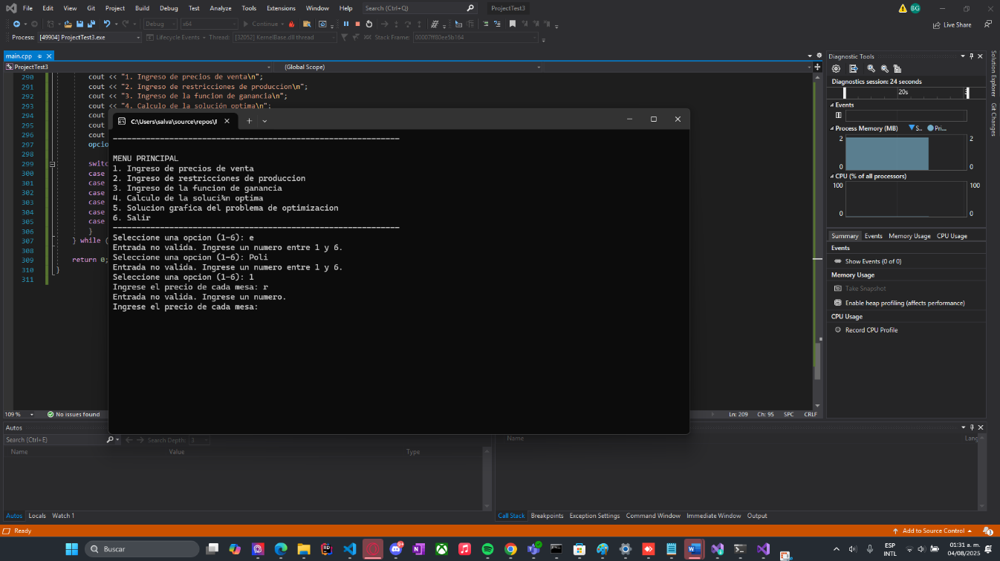 File Edit View Git Project Build Debug Test Analyze Tools Extensions Window Help Search (Ctrl+Q) ProjectTest3 BG
Debug x64 Continue Live Share
Process: [49904] ProjectTest3.exe Lifecycle Events Thread: [32052] KernelBase.dll thread Stack Frame: 00007ff80ee5b164
main.cpp
ProjectTest3 (Global Scope)
290 cout << "1. Ingreso de precios de venta\n";
291 cout << "2. Ingreso de restricciones de produccion\n";
292 cout << "3. Ingreso de la funcion de ganancia\n";
293 cout << "4. Calculo de la solución optima\n";
294 cout
295 cout
296 cout
297 opcio
298
299 switc
300 case
301 case
302 case
303 case
304 case
305 case
306 }
307 } while (
308
309 return 0;
310 }
311
C:\Users\salva\source\repos\F
------------------------------------------------------------
MENU PRINCIPAL
1. Ingreso de precios de venta
2. Ingreso de restricciones de produccion
3. Ingreso de la funcion de ganancia
4. Calculo de la soluci¾n optima
5. Solucion grafica del problema de optimizacion
6. Salir
------------------------------------------------------------
Seleccione una opcion (1-6): e
Entrada no valida. Ingrese un numero entre 1 y 6.
Seleccione una opcion (1-6): Poli
Entrada no valida. Ingrese un numero entre 1 y 6.
Seleccione una opcion (1-6): 1
Ingrese el precio de cada mesa: r
Entrada no valida. Ingrese un numero.
Ingrese el precio de cada mesa:
Diagnostic Tools
Diagnostics session: 24 seconds
20s
Events
Process Memory (MB) S.. Pri...
2 2
0 0
CPU (% of all processors)
100 100
0 0
Summary Events Memory Usage CPU Usage
Events
Show Events (0 of 0)
Memory Usage
Take Snapshot
Enable heap profiling (affects performance)
CPU Usage
Record CPU Profile
Solution Explorer
Git Changes
109 % No issues found Ln: 209 Ch: 95 SPC CRLF
Autos
Search (Ctrl+E) Search Depth:
Name Value Type
Name Lang
Autos Locals Watch 1
Call Stack Breakpoints Exception Settings Command Window Immediate Window Output
Ready Add to Source Control 3
Buscar
ESP
INTL
01:31 a. m.
04/08/2025